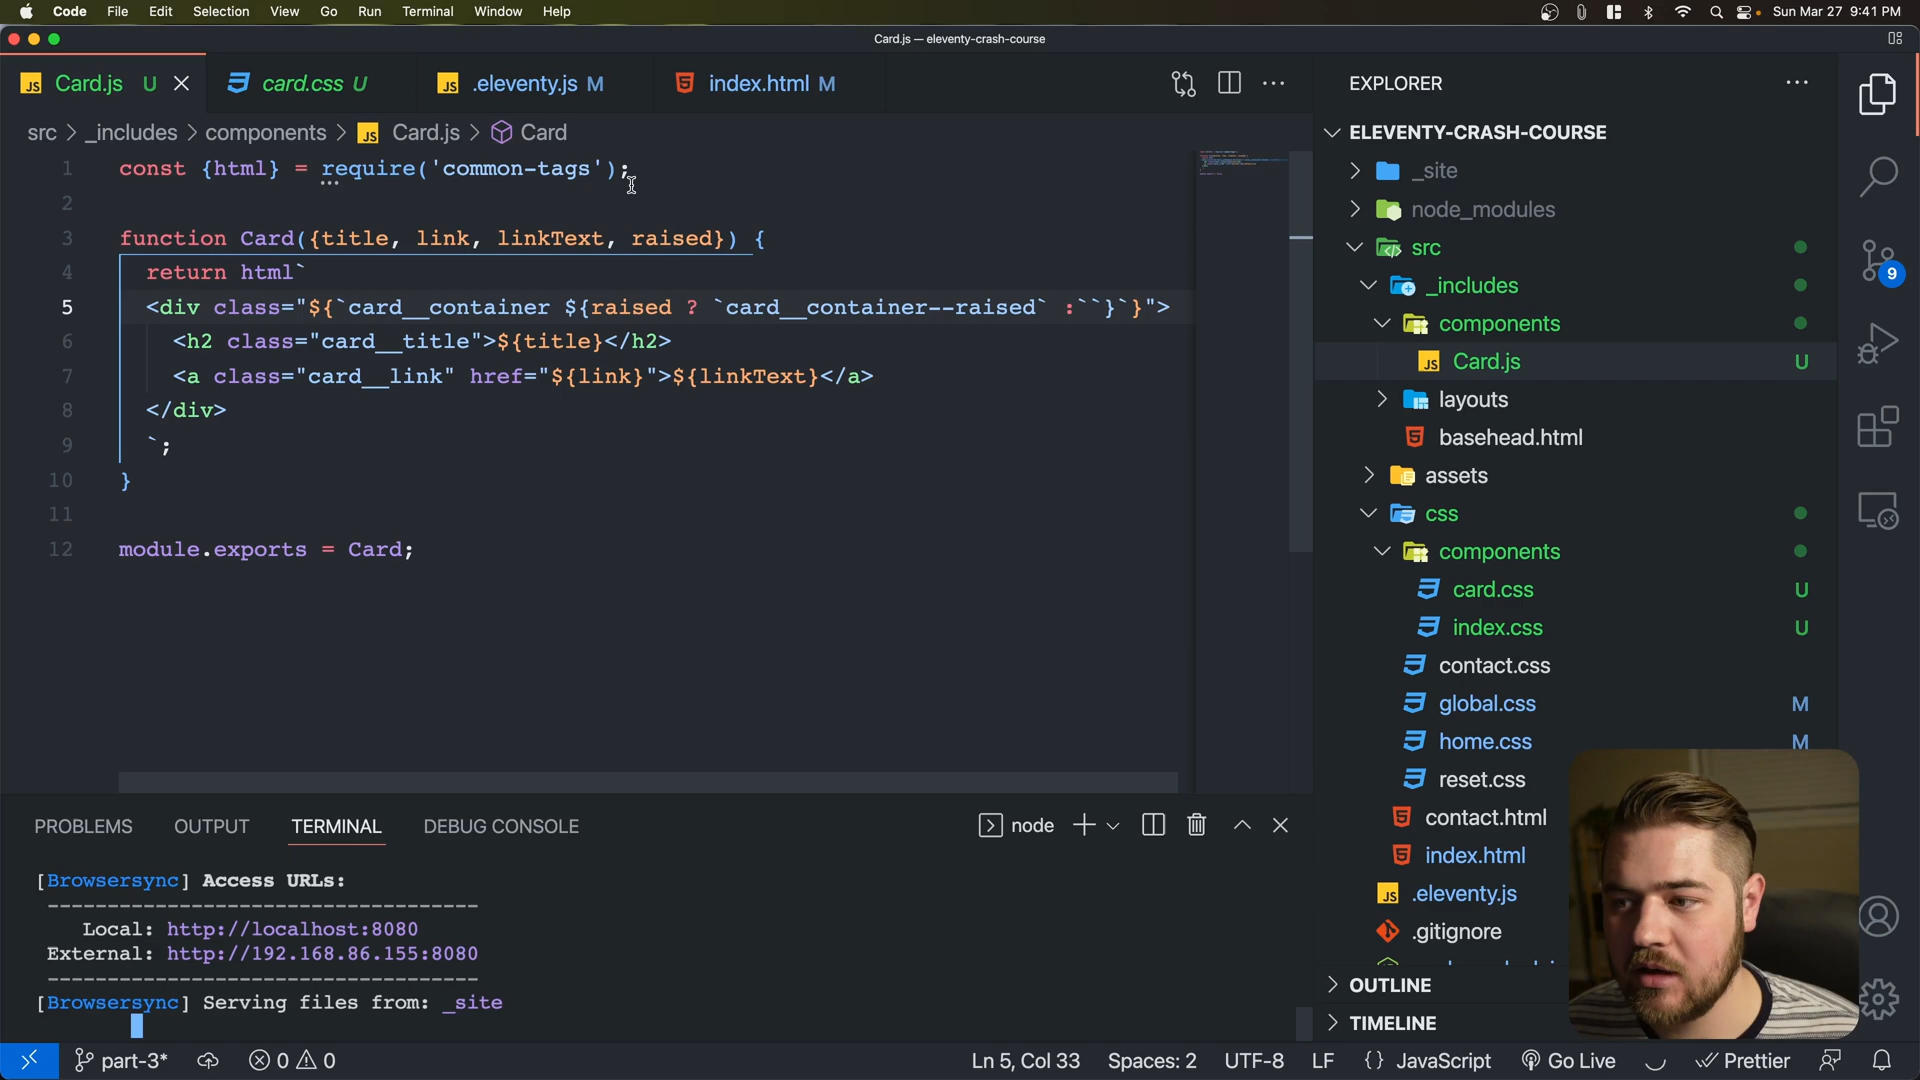 Code File Edit Selection View Go Run Terminal Window Help Sun Mar 27 9:41 PM
Card.js — eleventy-crash-course
JS Card.js U card.css U JS .eleventy.js M index.html M
src > _includes > components > JS Card.js > Card
1 const {html} = require('common-tags');
2
3 function Card({title, link, linkText, raised}) {
4 return html`
5 <div class="${`card__container ${raised ? `card__container--raised` :``}`}">
6 <h2 class="card__title">${title}</h2>
7 <a class="card__link" href="${link}">${linkText}</a>
8 </div>
9 `;
10 }
11
12 module.exports = Card;
PROBLEMS OUTPUT TERMINAL DEBUG CONSOLE node
[Browsersync] Access URLs:
-----------------------------------
Local: http://localhost:8080
External: http://192.168.86.155:8080
-----------------------------------
[Browsersync] Serving files from: _site
EXPLORER
ELEVENTY-CRASH-COURSE
_site
node_modules
src
_includes
components
JS Card.js U
layouts
basehead.html
assets
css
components
card.css U
index.css U
contact.css
global.css M
home.css M
reset.css
contact.html
index.html
JS .eleventy.js
.gitignore
OUTLINE
TIMELINE
9
part-3* 0 0 Ln 5, Col 33 Spaces: 2 UTF-8 LF {} JavaScript Go Live Prettier